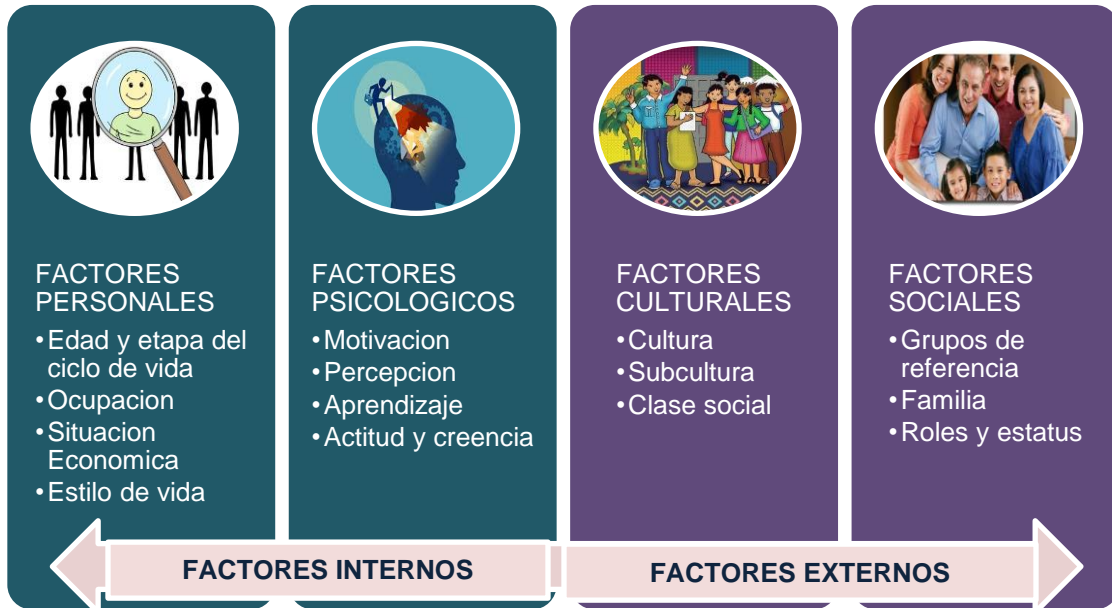 FACTORES
PERSONALES
•Edad y etapa del
ciclo de vida
•Ocupacion
•Situacion
Economica
•Estilo de vida
FACTORES
PSICOLOGICOS
•Motivacion
•Percepcion
•Aprendizaje
•Actitud y creencia
FACTORES
CULTURALES
•Cultura
•Subcultura
•Clase social
FACTORES
SOCIALES
•Grupos de
referencia
•Familia
•Roles y estatus
FACTORES INTERNOS
FACTORES EXTERNOS